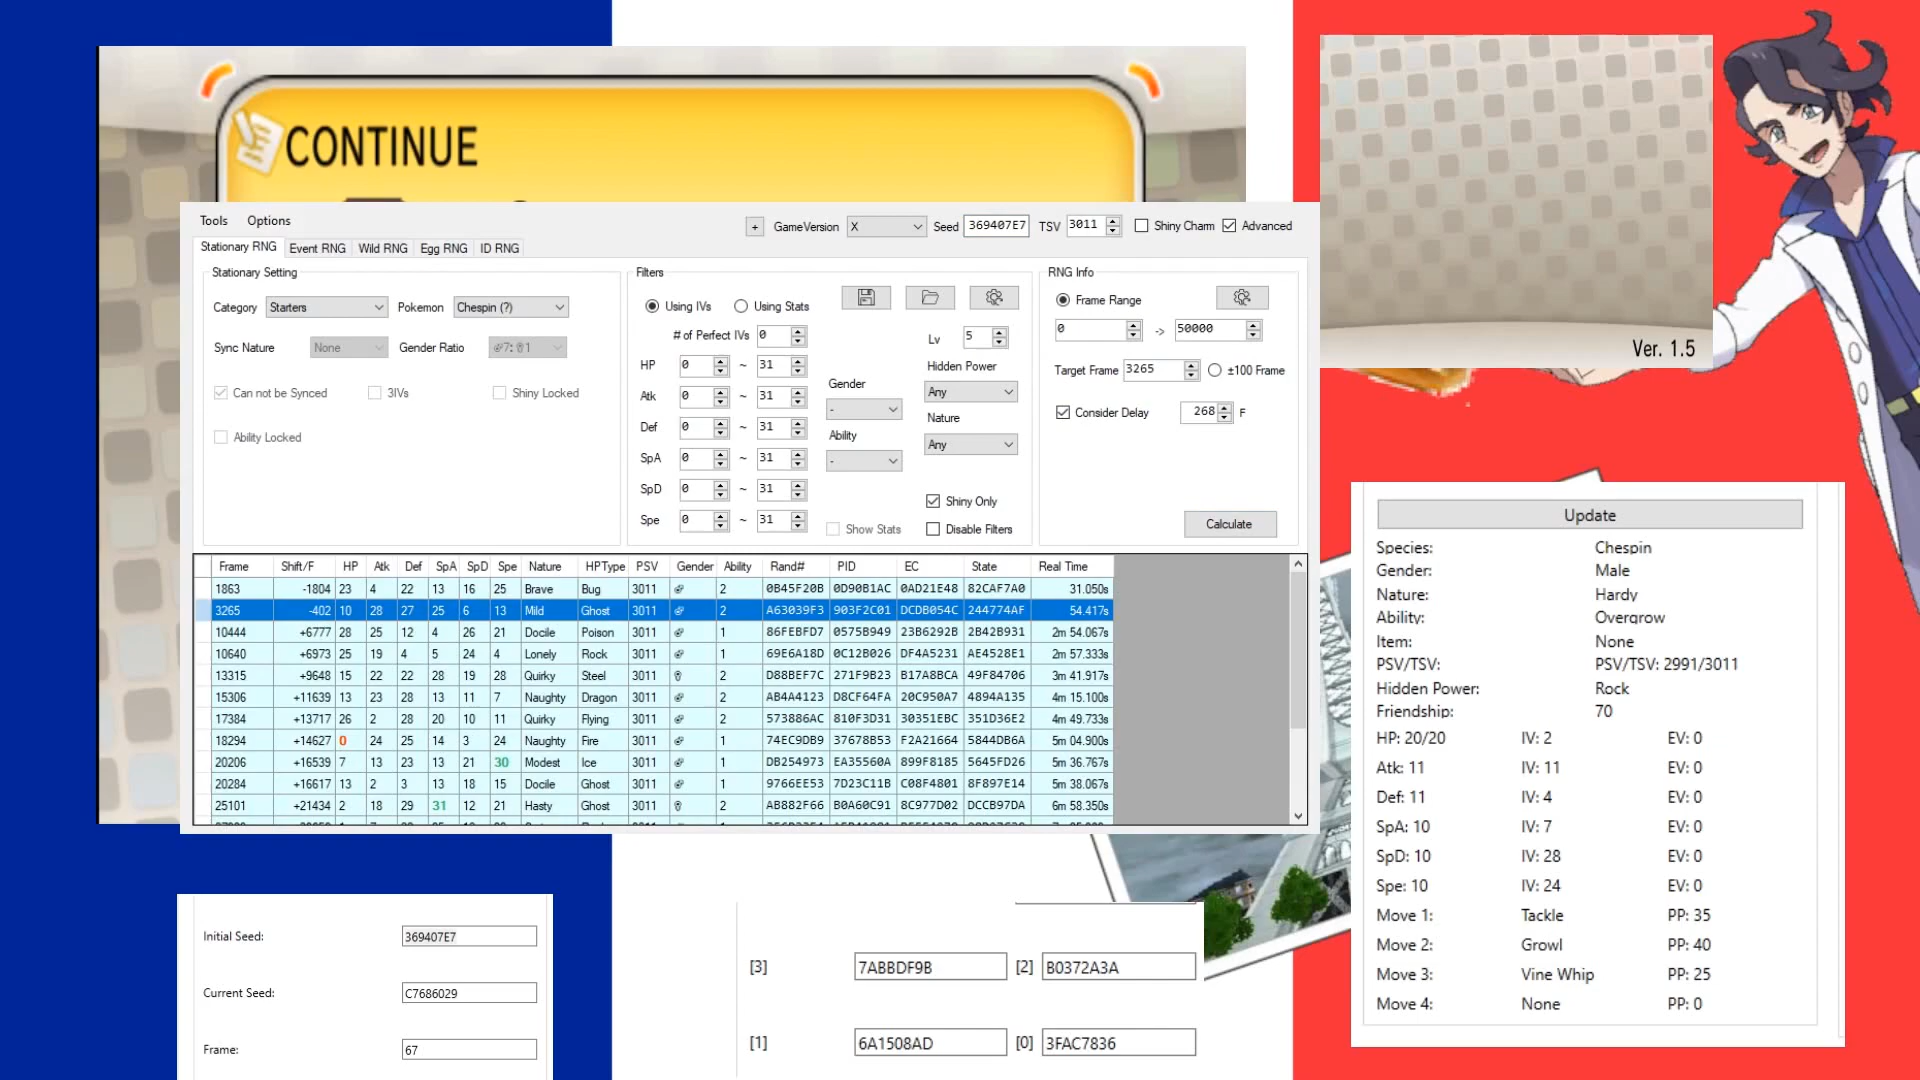 CONTINUE
Ver. 1.5
Tools Options
+ GameVersion X Seed 369407E7 TSV 3011 Shiny Charm Advanced
Stationary RNG Event RNG Wild RNG Egg RNG ID RNG
Stationary Setting
Category Starters Pokemon Chespin (?)
Sync Nature None Gender Ratio ♂7:♀1
Can not be Synced 3IVs Shiny Locked
Ability Locked
Filters
Using IVs Using Stats
# of Perfect IVs 0
Lv 5
HP 0 ~ 31
Hidden Power
Gender
Any
Atk 0 ~ 31
-
Nature
Def 0 ~ 31
Ability
Any
SpA 0 ~ 31
-
SpD 0 ~ 31
Shiny Only
Spe 0 ~ 31
Show Stats Disable Filters
RNG Info
Frame Range
0 -> 50000
Target Frame 3265 ±100 Frame
Consider Delay 268 F
Calculate
Frame Shift/F HP Atk Def SpA SpD Spe Nature HPType PSV Gender Ability Rand# PID EC State Real Time
1863 -1804 23 4 22 13 16 25 Brave Bug 3011 ♂ 2 0B45F20B 0D90B1AC 0AD21E48 82CAF7A0 31.050s
3265 -402 10 28 27 25 6 13 Mild Ghost 3011 ♂ 2 A63039F3 903F2C01 DCDB054C 244774AF 54.417s
10444 +6777 28 25 12 4 26 21 Docile Poison 3011 ♂ 1 86FEBFD7 0575B949 23B6292B 2B42B931 2m 54.067s
10640 +6973 25 19 4 5 24 4 Lonely Rock 3011 ♂ 1 69E6A18D 0C12B026 DF4A5231 AE4528E1 2m 57.333s
13315 +9648 15 22 22 28 19 28 Quirky Steel 3011 ♀ 2 D88BEF7C 271F9B23 B17A8BCA 49F84706 3m 41.917s
15306 +11639 13 23 28 13 11 7 Naughty Dragon 3011 ♂ 2 AB4A4123 D8CF64FA 20C950A7 4894A135 4m 15.100s
17384 +13717 26 2 28 20 10 11 Quirky Flying 3011 ♂ 2 573886AC 810F3D31 30351EBC 351D36E2 4m 49.733s
18294 +14627 0 24 25 14 3 24 Naughty Fire 3011 ♂ 1 74EC9DB9 37678B53 F2A21664 5844DB6A 5m 04.900s
20206 +16539 7 13 23 13 21 30 Modest Ice 3011 ♂ 1 DB254973 EA35560A 899F8185 5645FD26 5m 36.767s
20284 +16617 13 2 3 13 18 15 Docile Ghost 3011 ♂ 1 9766EE53 7D23C11B C08F4801 8F897E14 5m 38.067s
25101 +21434 2 18 29 31 12 21 Hasty Ghost 3011 ♀ 2 AB882F66 B0A60C91 8C977D02 DCCB97DA 6m 58.350s
Update
Species: Chespin
Gender: Male
Nature: Hardy
Ability: Overgrow
Item: None
PSV/TSV: PSV/TSV: 2991/3011
Hidden Power: Rock
Friendship: 70
HP: 20/20 IV: 2 EV: 0
Atk: 11 IV: 11 EV: 0
Def: 11 IV: 4 EV: 0
SpA: 10 IV: 7 EV: 0
SpD: 10 IV: 28 EV: 0
Spe: 10 IV: 24 EV: 0
Move 1: Tackle PP: 35
Move 2: Growl PP: 40
Move 3: Vine Whip PP: 25
Move 4: None PP: 0
Initial Seed: 369407E7
Current Seed: C7686029
Frame: 67
[3] 7ABBDF9B [2] B0372A3A
[1] 6A1508AD [0] 3FAC7836